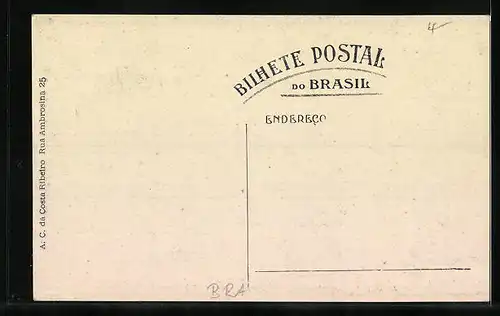 4
BILHETE POSTAL
DO BRASIL
ENDEREÇO
A. C. da Costa Ribeiro Rua Ambrosina 25
BRA